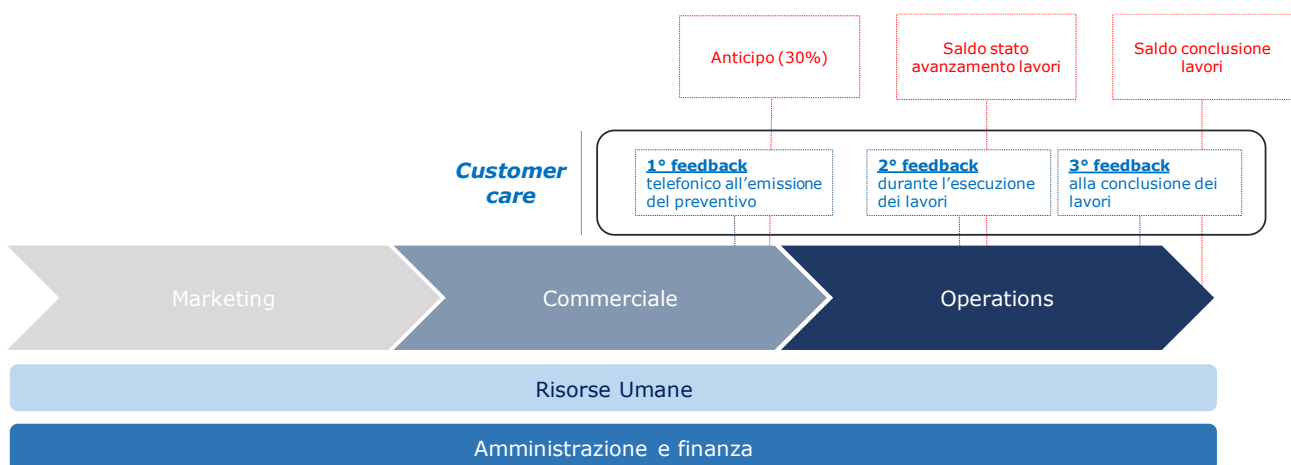 Anticipo (30%)
Saldo stato
avanzamento lavori
Saldo conclusione
lavori
Customer
care
1° feedback
telefonico all'emissione
del preventivo
2° feedback
durante l'esecuzione
dei lavori
3° feedback
alla conclusione dei
lavori
Marketing
Commerciale
Operations
Risorse Umane
Amministrazione e finanza